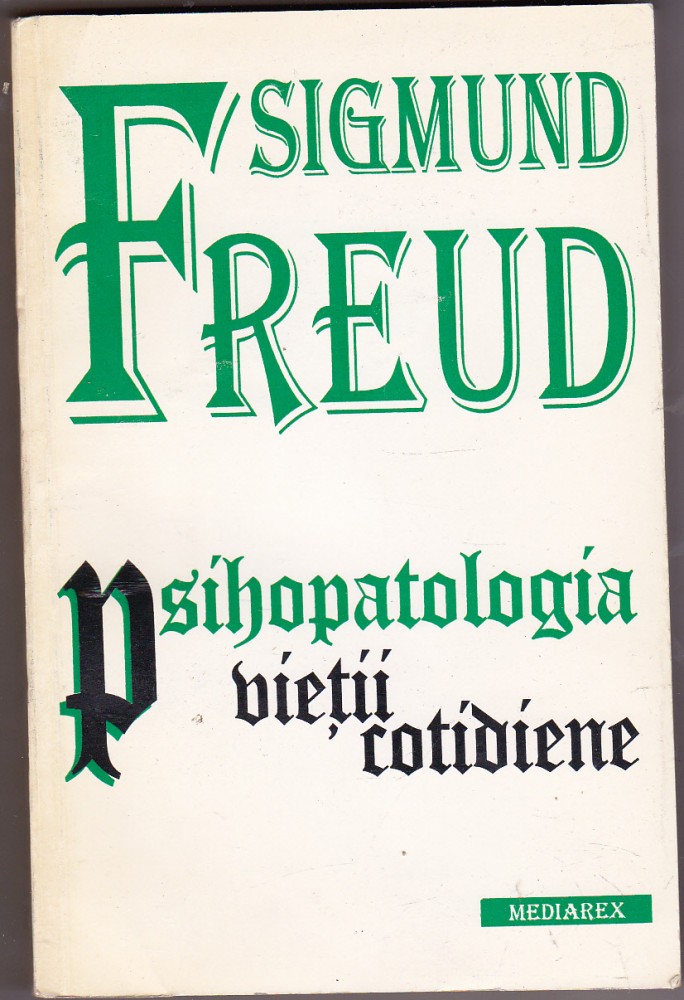 SIGMUND
FREUD
Psihopatologia
vieții
cotidiene
MEDIAREX